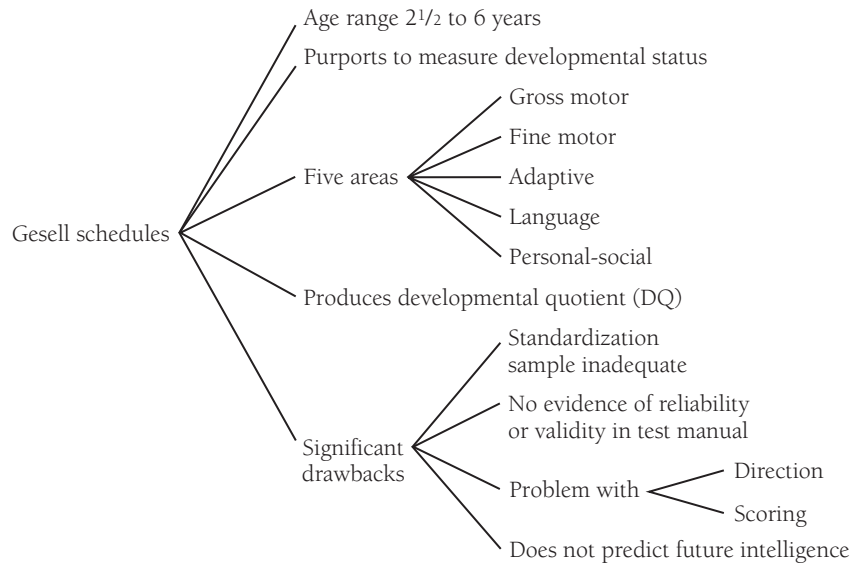 Age range 2 1/2 to 6 years
Purports to measure developmental status
Gross motor
Fine motor
Five areas
Adaptive
Language
Gesell schedules
Personal-social
Produces developmental quotient (DQ)
Standardization
sample inadequate
No evidence of reliability
or validity in test manual
Significant
drawbacks
Problem with
Direction
Scoring
Does not predict future intelligence